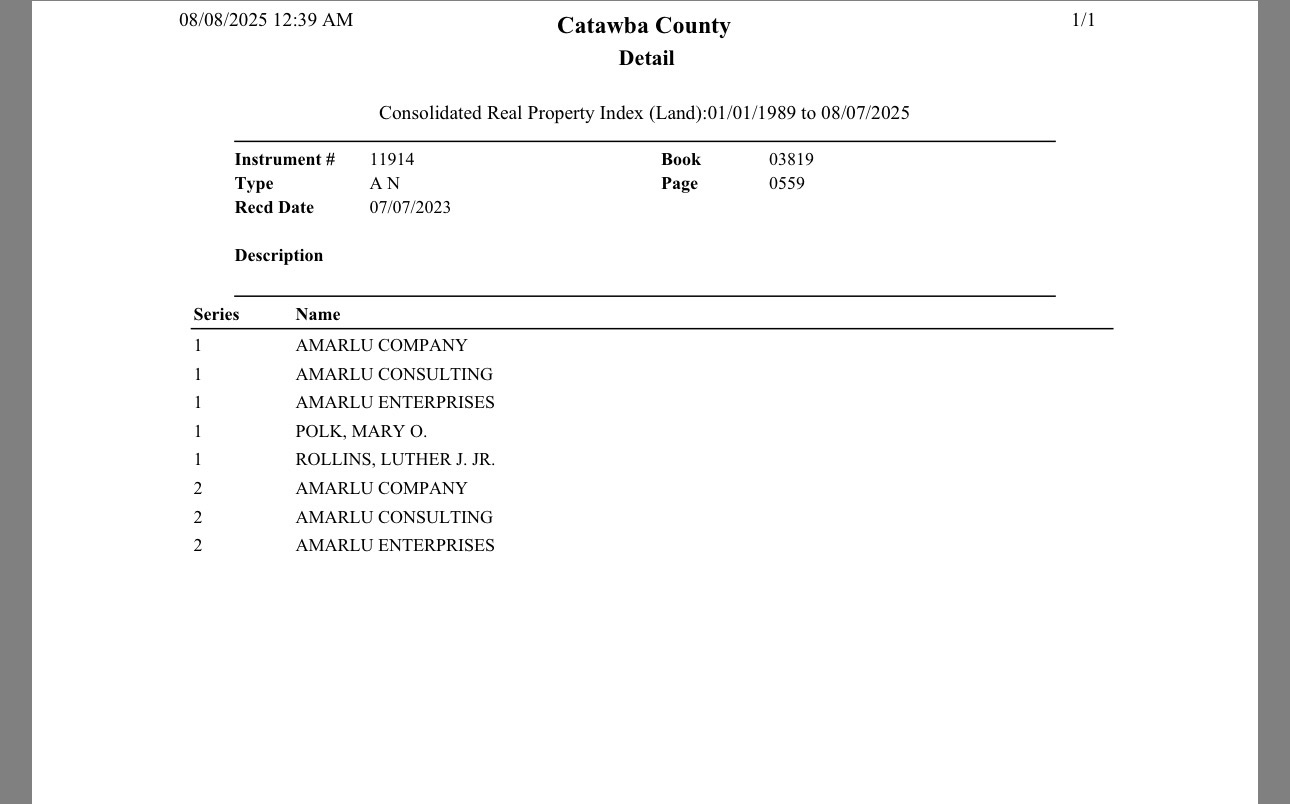 08/08/2025 12:39 AM Catawba County 1/1
Detail
Consolidated Real Property Index (Land):01/01/1989 to 08/07/2025
Instrument # 11914 Book 03819
Type A N Page 0559
Recd Date 07/07/2023
Description
Series Name
1 AMARLU COMPANY
1 AMARLU CONSULTING
1 AMARLU ENTERPRISES
1 POLK, MARY O.
1 ROLLINS, LUTHER J. JR.
2 AMARLU COMPANY
2 AMARLU CONSULTING
2 AMARLU ENTERPRISES